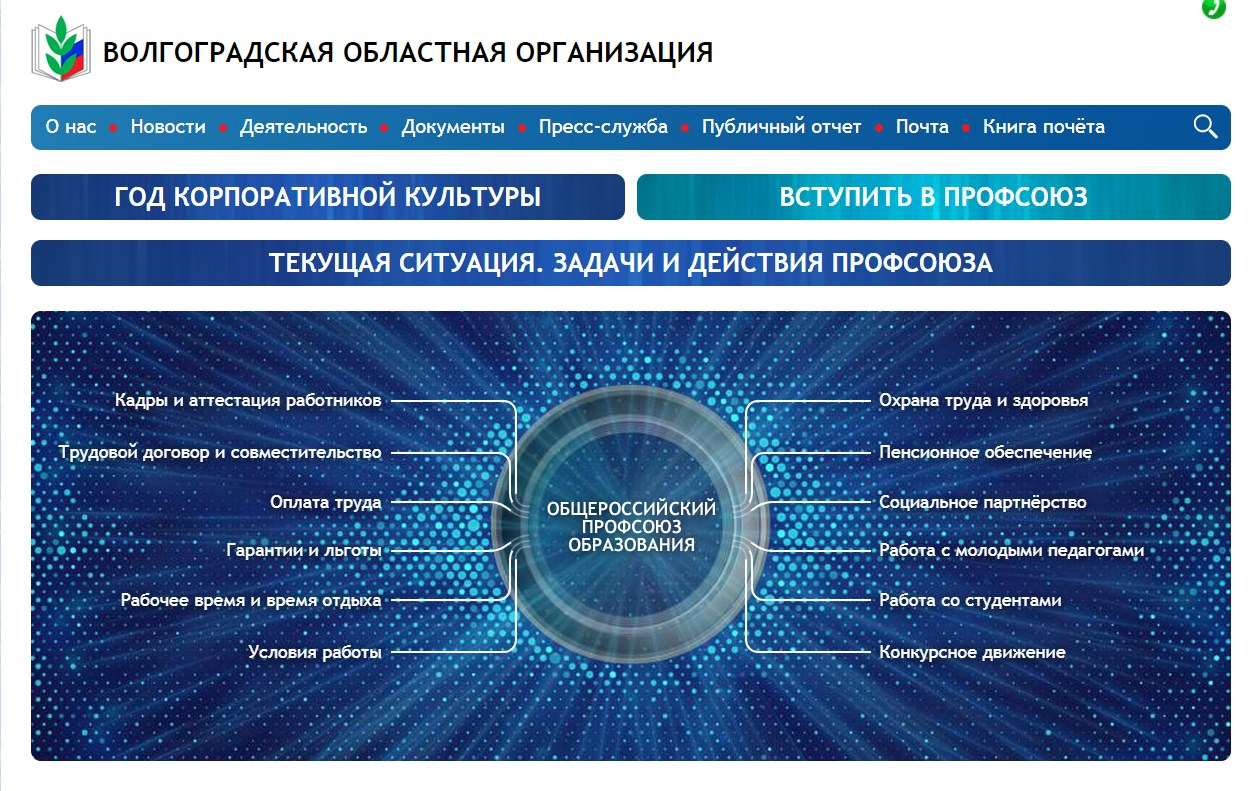 ВОЛГОГРАДСКАЯ ОБЛАСТНАЯ ОРГАНИЗАЦИЯ
О нас • Новости • Деятельность • Документы • Пресс-служба • Публичный отчет • Почта • Книга почёта
ГОД КОРПОРАТИВНОЙ КУЛЬТУРЫ
ВСТУПИТЬ В ПРОФСОЮЗ
ТЕКУЩАЯ СИТУАЦИЯ. ЗАДАЧИ И ДЕЙСТВИЯ ПРОФСОЮЗА
Кадры и аттестация работников
Трудовой договор и совместительство
Оплата труда
Гарантии и льготы
Рабочее время и время отдыха
Условия работы
ОБЩЕРОССИЙСКИЙ
ПРОФСОЮЗ
ОБРАЗОВАНИЯ
Охрана труда и здоровья
Пенсионное обеспечение
Социальное партнёрство
Работа с молодыми педагогами
Работа со студентами
Конкурсное движение